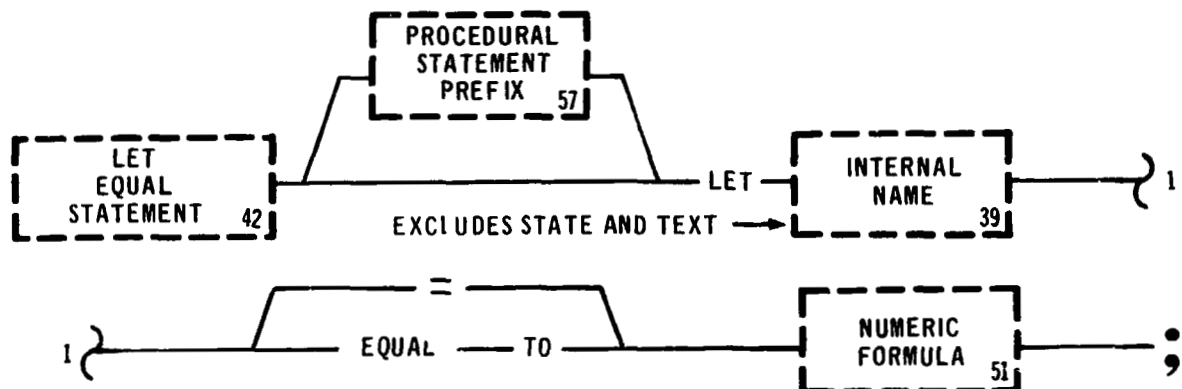 PROCEDURAL
STATEMENT
PREFIX 57
LET
EQUAL
STATEMENT 42
LET
INTERNAL
NAME 39
1
EXCLUDES STATE AND TEXT
=
1
EQUAL TO
NUMERIC
FORMULA 51
;